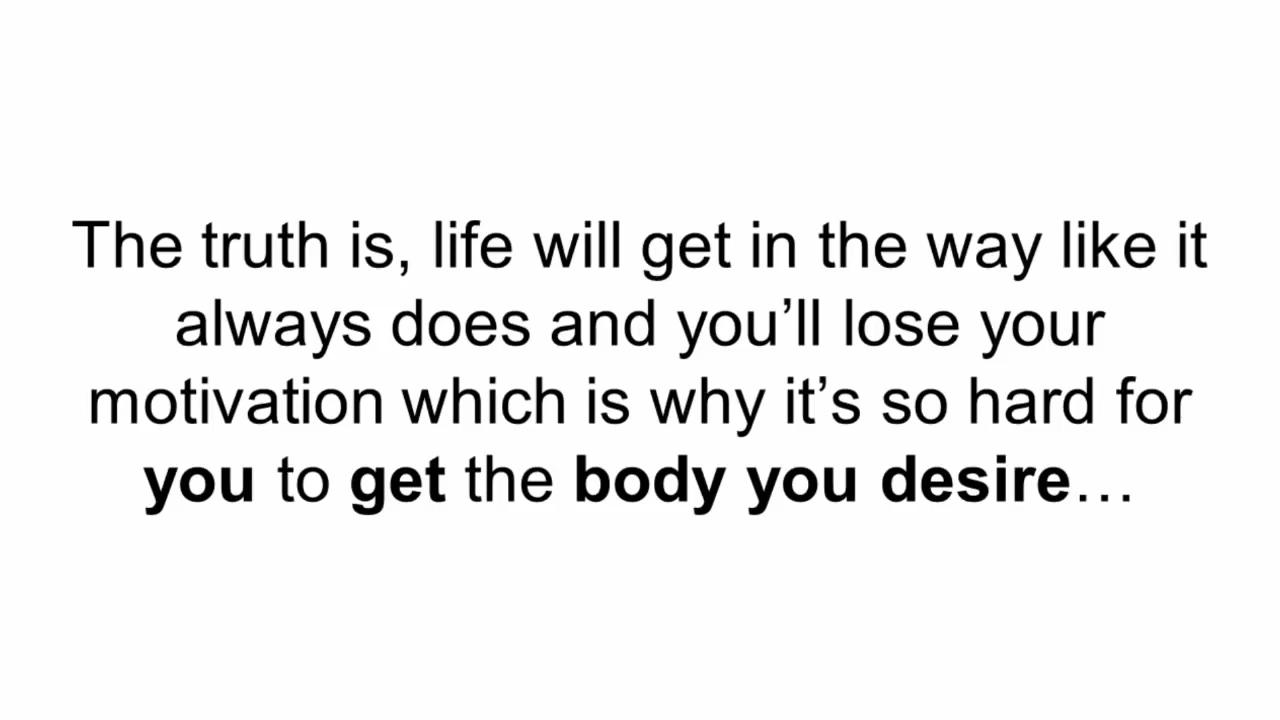 The truth is, life will get in the way like it
always does and you’ll lose your
motivation which is why it’s so hard for
you to get the body you desire…